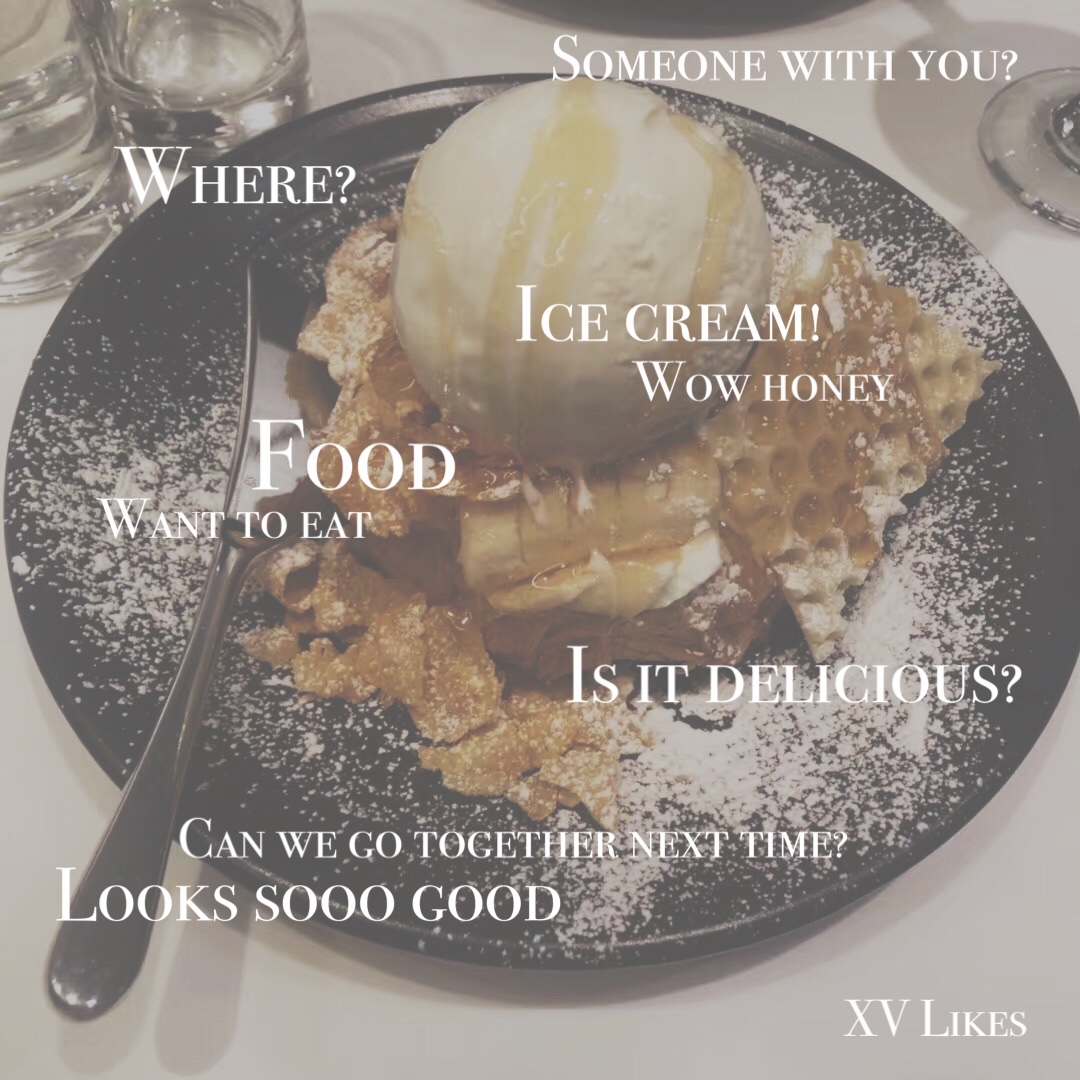 Someone with you?
Where?
Ice cream!
Wow honey
Food
Want to eat
Is it delicious?
Can we go together next time?
Looks sooo good
XV Likes